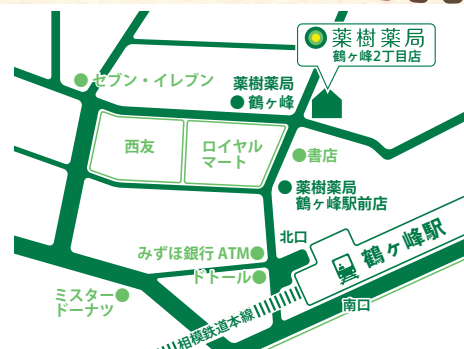 薬樹薬局
鶴ヶ峰2丁目店
セブン・イレブン
薬樹薬局
鶴ヶ峰
西友
ロイヤル
マート
書店
薬樹薬局
鶴ヶ峰駅前店
北口
鶴ヶ峰駅
みずほ銀行 ATM
ドトール
ミスター
ドーナツ
南口
相模鉄道本線